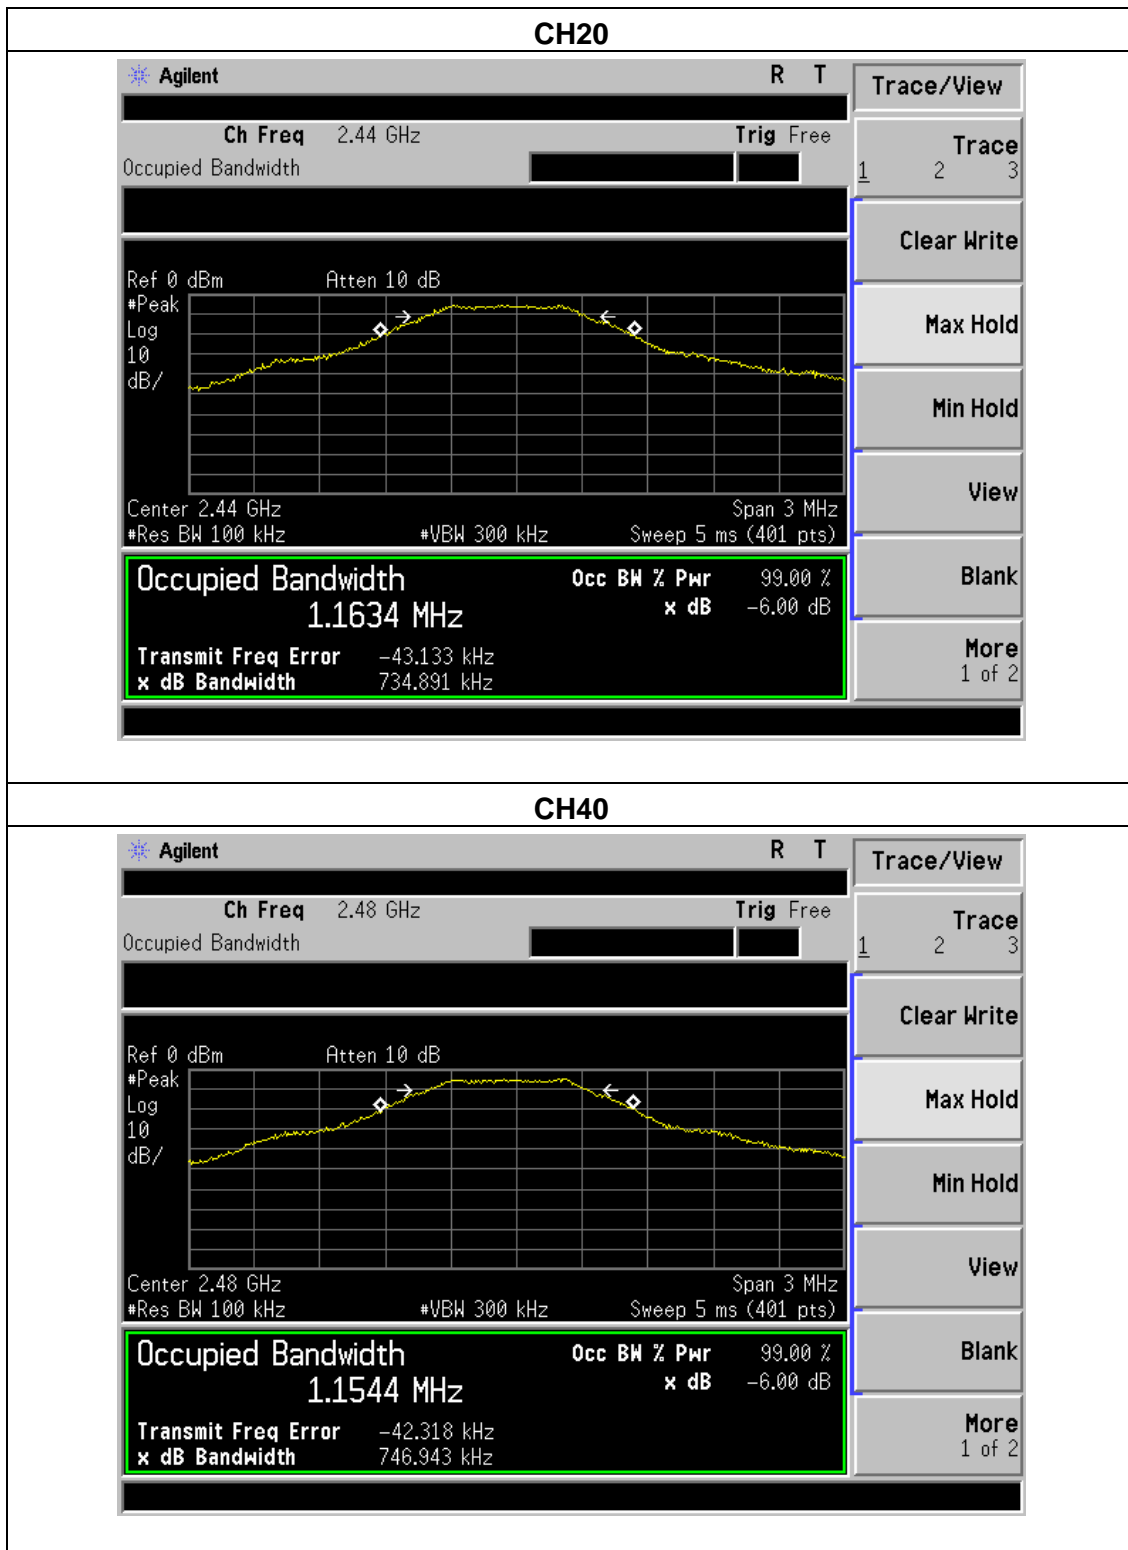 CH20
Agilent R T Trace/View
Ch Freq 2.44 GHz Trig Free
Occupied Bandwidth
Trace
1 2 3
Clear Write
Max Hold
Min Hold
View
Blank
More
1 of 2
Ref 0 dBm Atten 10 dB
#Peak
Log
10
dB/
Center 2.44 GHz Span 3 MHz
#Res BW 100 kHz #VBW 300 kHz Sweep 5 ms (401 pts)
Occupied Bandwidth Occ BW % Pwr 99.00 %
1.1634 MHz x dB -6.00 dB
Transmit Freq Error -43.133 kHz
x dB Bandwidth 734.891 kHz
CH40
Agilent R T Trace/View
Ch Freq 2.48 GHz Trig Free
Occupied Bandwidth
Trace
1 2 3
Clear Write
Max Hold
Min Hold
View
Blank
More
1 of 2
Ref 0 dBm Atten 10 dB
#Peak
Log
10
dB/
Center 2.48 GHz Span 3 MHz
#Res BW 100 kHz #VBW 300 kHz Sweep 5 ms (401 pts)
Occupied Bandwidth Occ BW % Pwr 99.00 %
1.1544 MHz x dB -6.00 dB
Transmit Freq Error -42.318 kHz
x dB Bandwidth 746.943 kHz